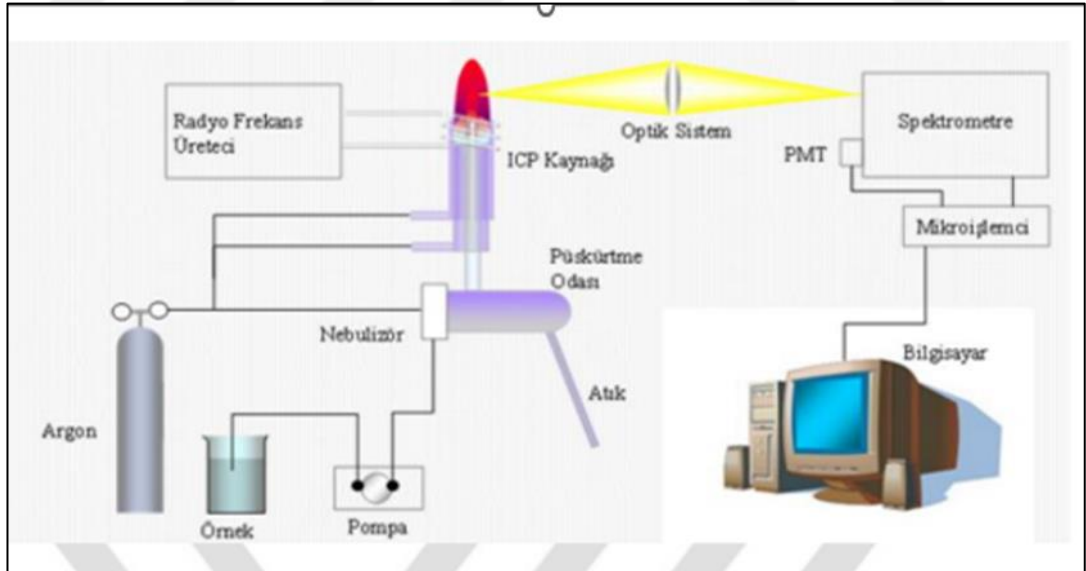 Radyo Frekans
Üreteci
ICP Kaynağı
Optik Sistem
Spektrometre
PMT
Mikroişlemci
Püskürtme
Odası
Nebulizör
Bilgisayar
Atık
Argon
Örnek
Pompa